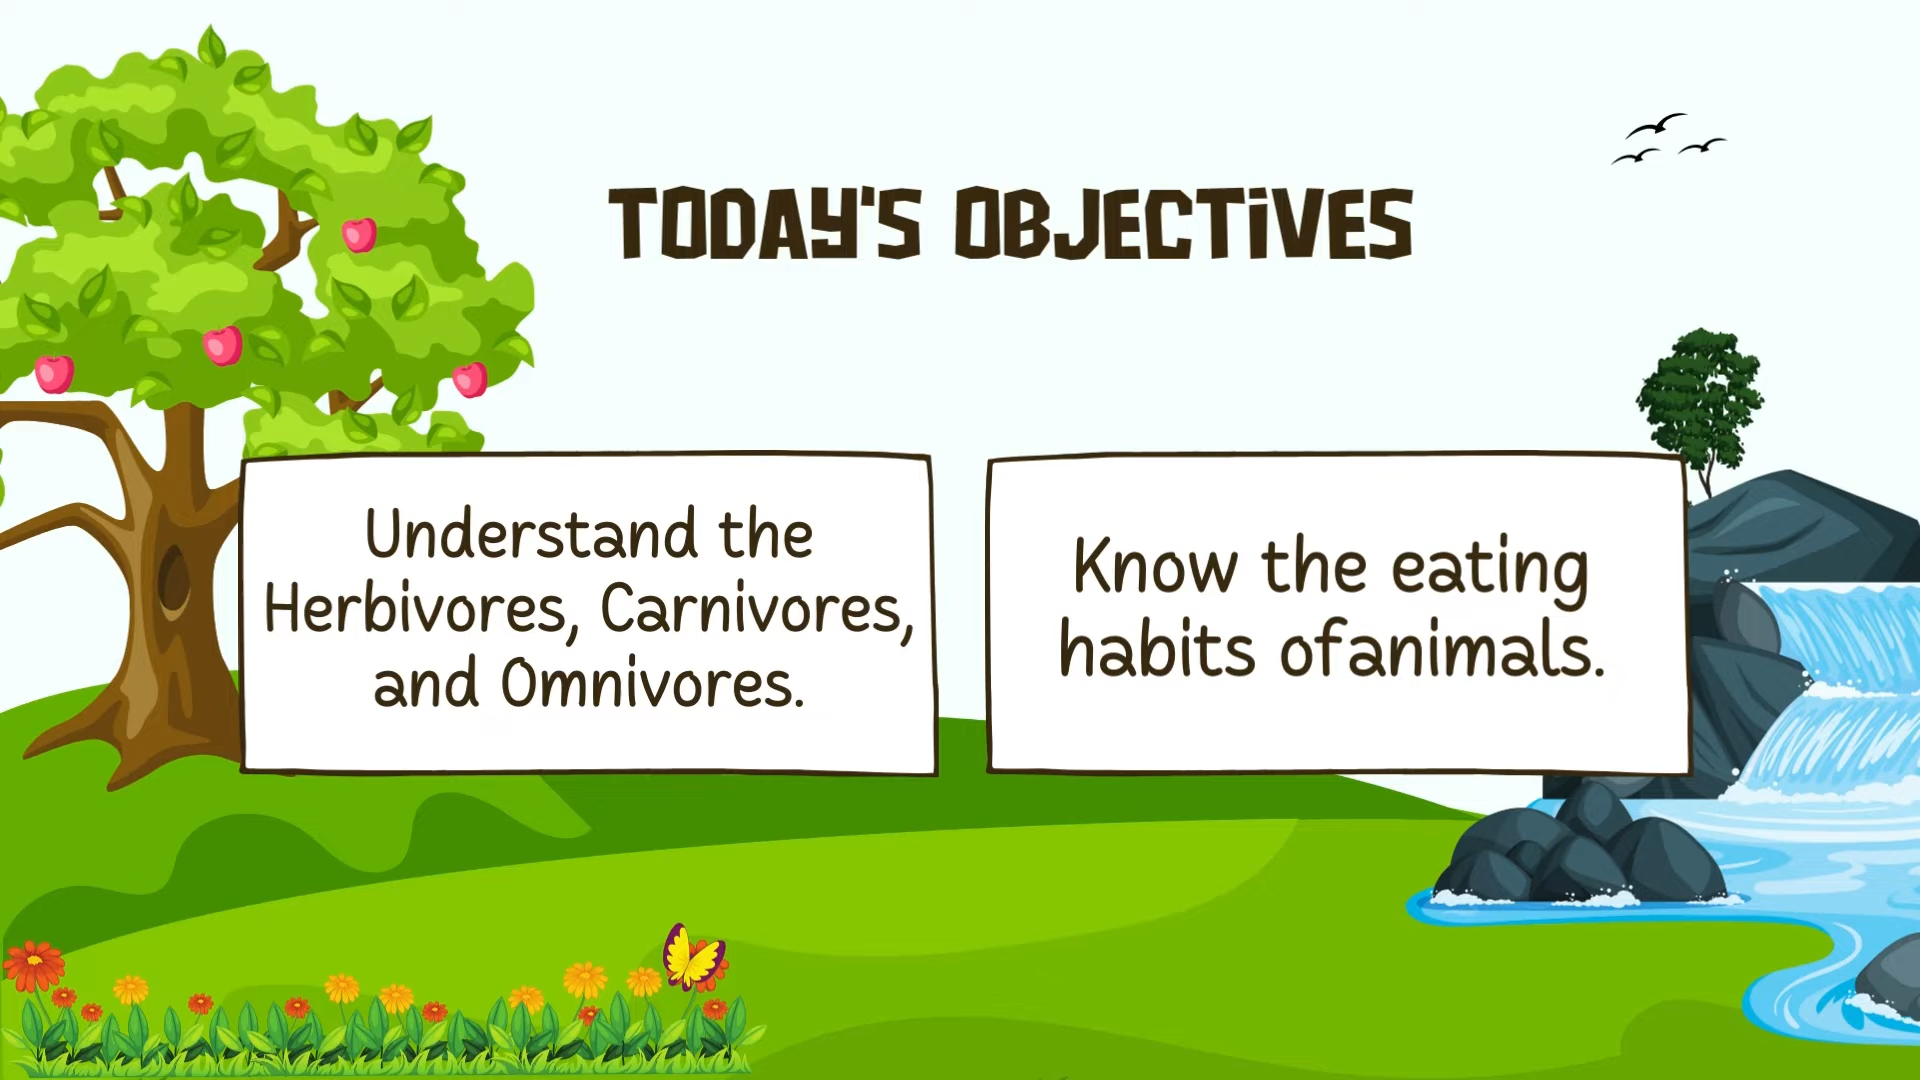 TODAY'S OBJECTIVES
Understand the
Herbivores, Carnivores,
and Omnivores.
Know the eating
habits ofanimals.